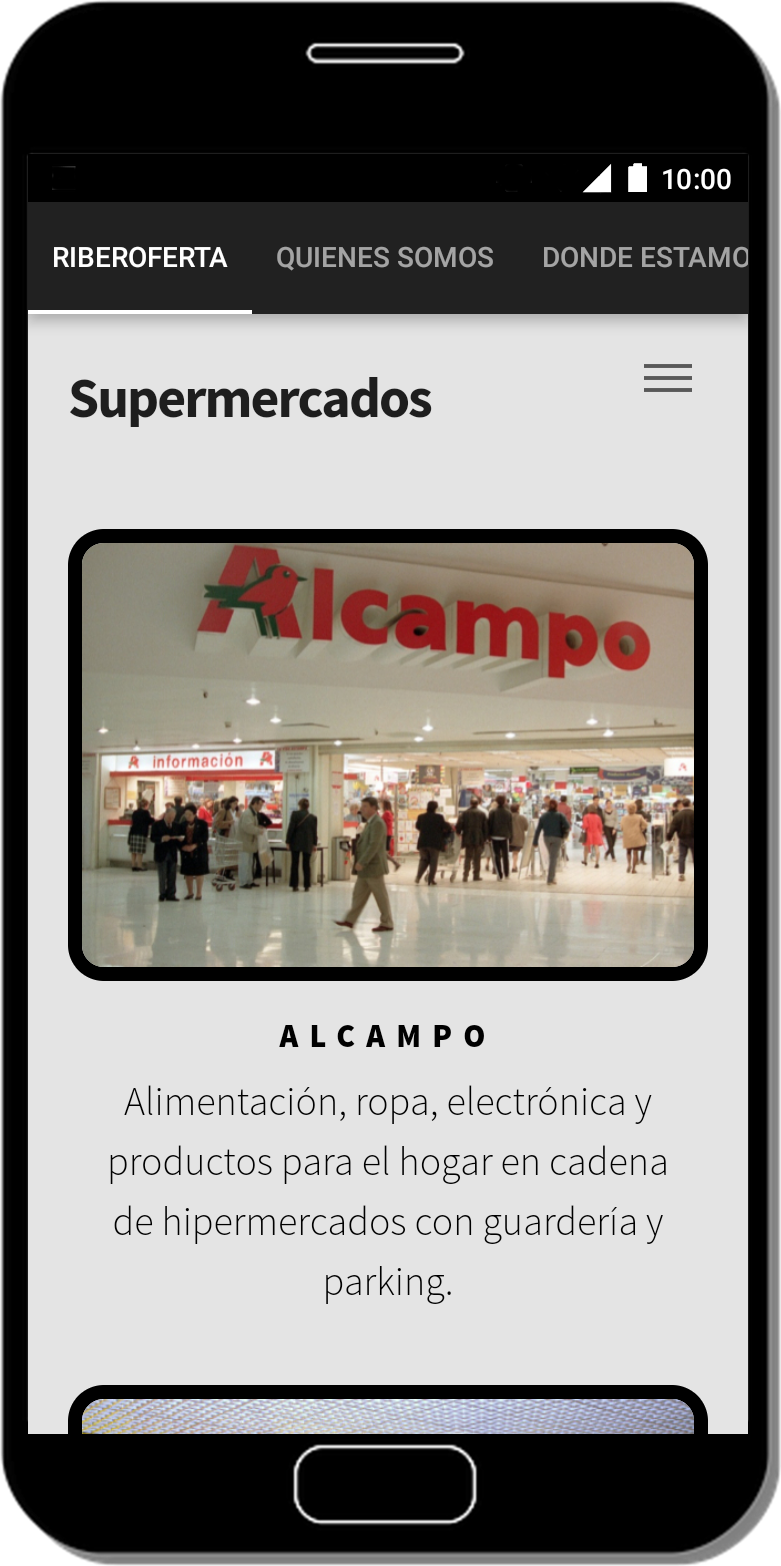 10:00
RIBEROFERTA QUIENES SOMOS DONDE ESTAMO
Supermercados
Alcampo
información
ALCAMPO
Alimentación, ropa, electrónica y
productos para el hogar en cadena
de hipermercados con guardería y
parking.